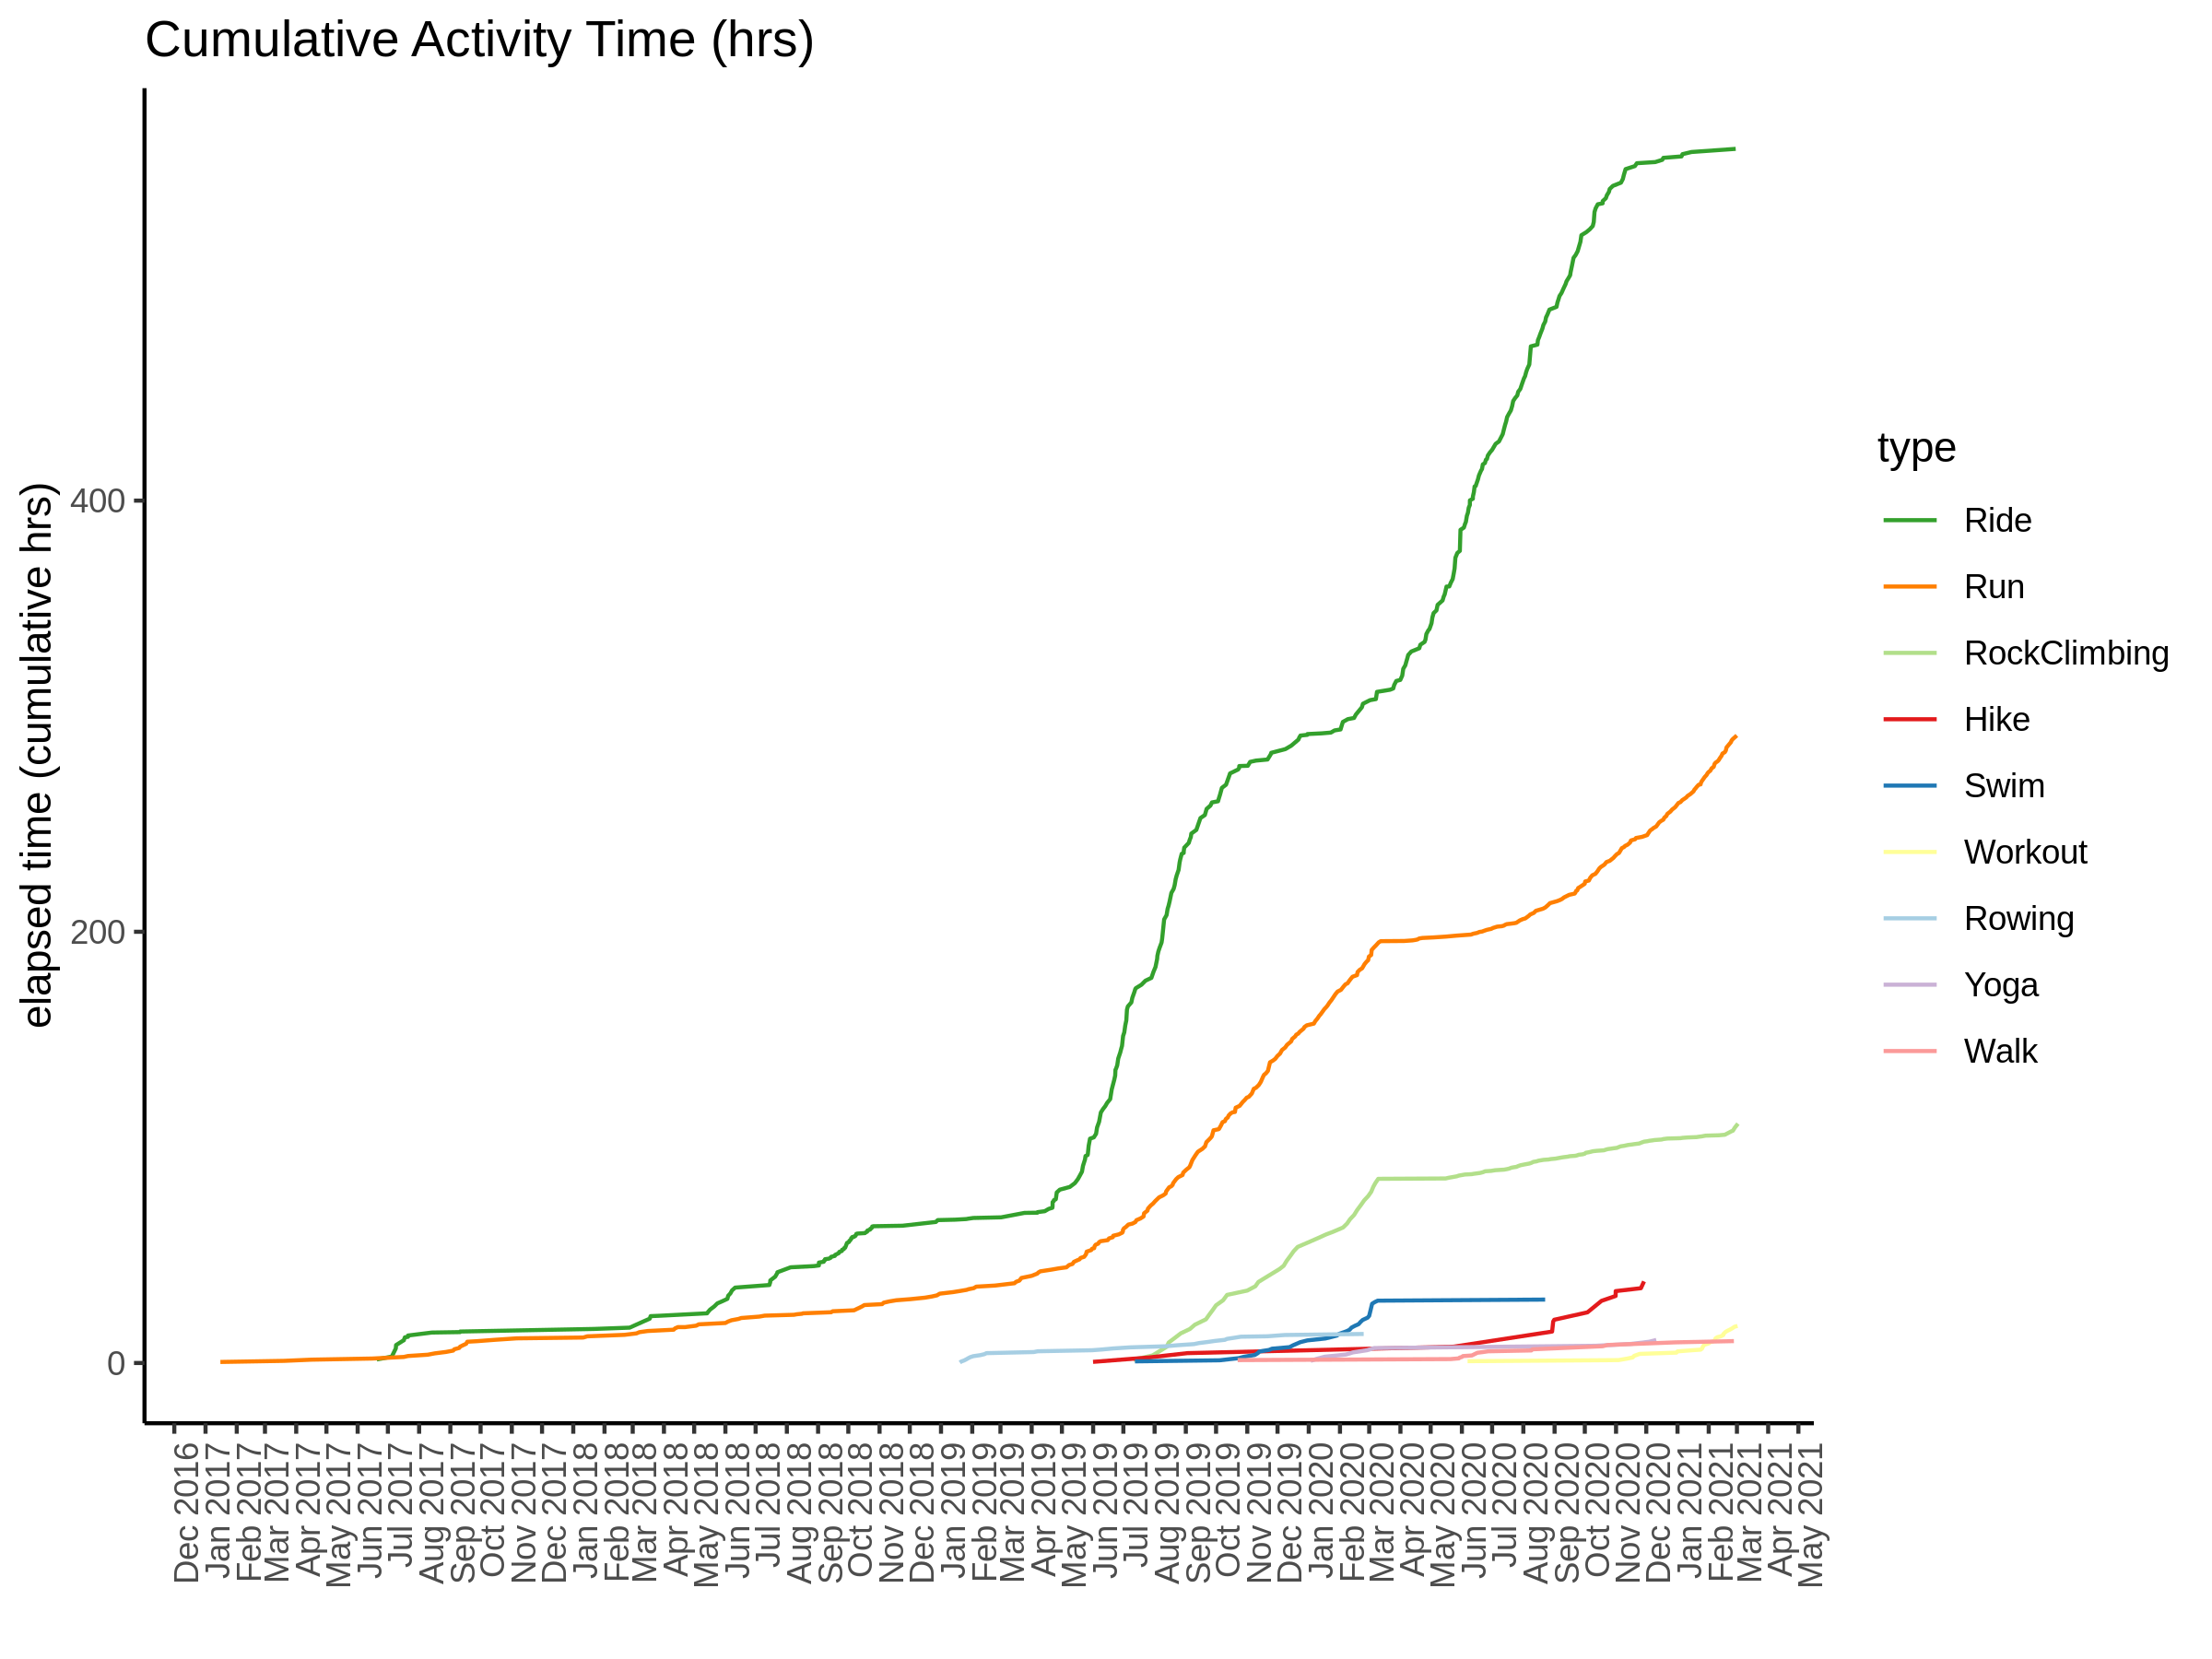 Cumulative Activity Time (hrs)
elapsed time (cumulative hrs)
400
200
0
Dec 2016
Jan 2017
Feb 2017
Mar 2017
Apr 2017
May 2017
Jun 2017
Jul 2017
Aug 2017
Sep 2017
Oct 2017
Nov 2017
Dec 2017
Jan 2018
Feb 2018
Mar 2018
Apr 2018
May 2018
Jun 2018
Jul 2018
Aug 2018
Sep 2018
Oct 2018
Nov 2018
Dec 2018
Jan 2019
Feb 2019
Mar 2019
Apr 2019
May 2019
Jun 2019
Jul 2019
Aug 2019
Sep 2019
Oct 2019
Nov 2019
Dec 2019
Jan 2020
Feb 2020
Mar 2020
Apr 2020
May 2020
Jun 2020
Jul 2020
Aug 2020
Sep 2020
Oct 2020
Nov 2020
Dec 2020
Jan 2021
Feb 2021
Mar 2021
Apr 2021
May 2021
type
Ride
Run
RockClimbing
Hike
Swim
Workout
Rowing
Yoga
Walk